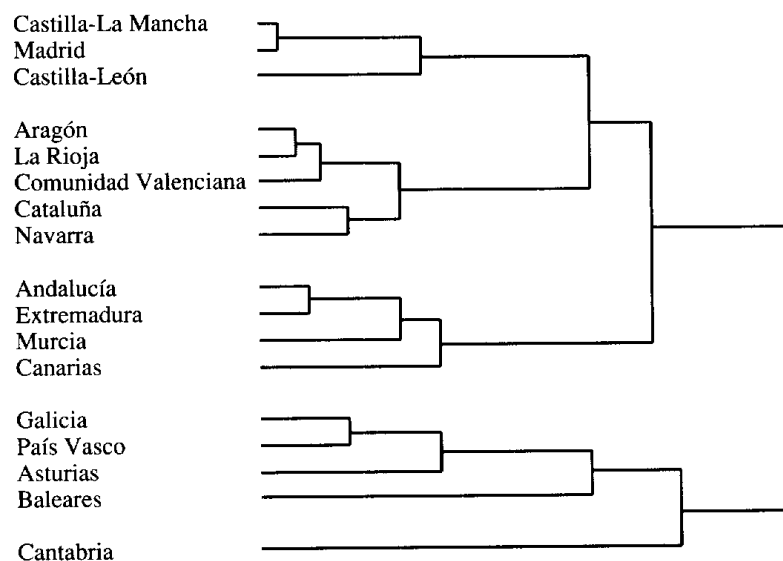 Castilla-La Mancha
Madrid
Castilla-León
Aragón
La Rioja
Comunidad Valenciana
Cataluña
Navarra
Andalucía
Extremadura
Murcia
Canarias
Galicia
País Vasco
Asturias
Baleares
Cantabria